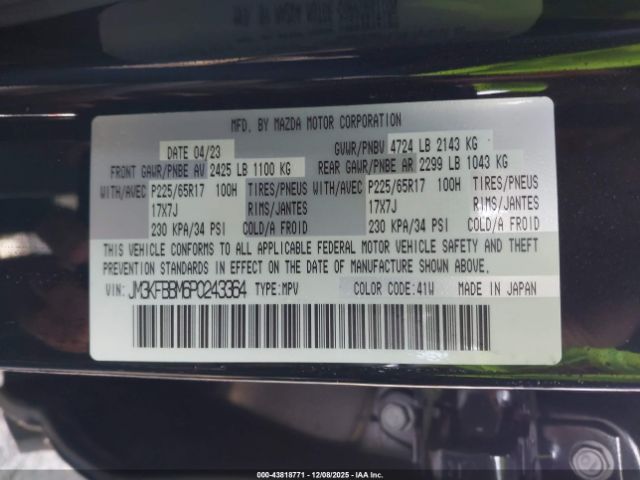 MFD. BY MAZDA MOTOR CORPORATION
DATE 04/23 GVWR/PNBV 4724 LB 2143 KG
FRONT GAWR/PNBE AV 2425 LB 1100 KG REAR GAWR/PNBE AR 2299 LB 1043 KG
WITH/AVEC P225/65R17 100H TIRES/PNEUS WITH/AVEC P225/65R17 100H TIRES/PNEUS
17X7J RIMS/JANTES 17X7J RIMS/JANTES
230 KPA/34 PSI COLD/A FROID 230 KPA/34 PSI COLD/A FROID
THIS VEHICLE CONFORMS TO ALL APPLICABLE FEDERAL MOTOR VEHICLE SAFETY AND THEFT
PREVENTION STANDARDS IN EFFECT ON THE DATE OF MANUFACTURE SHOWN ABOVE.
VIN: JM3KFBBM6P0243364 TYPE:MPV COLOR CODE:41W MADE IN JAPAN
00-43818771 - 12/08/2025 - IAA Inc.